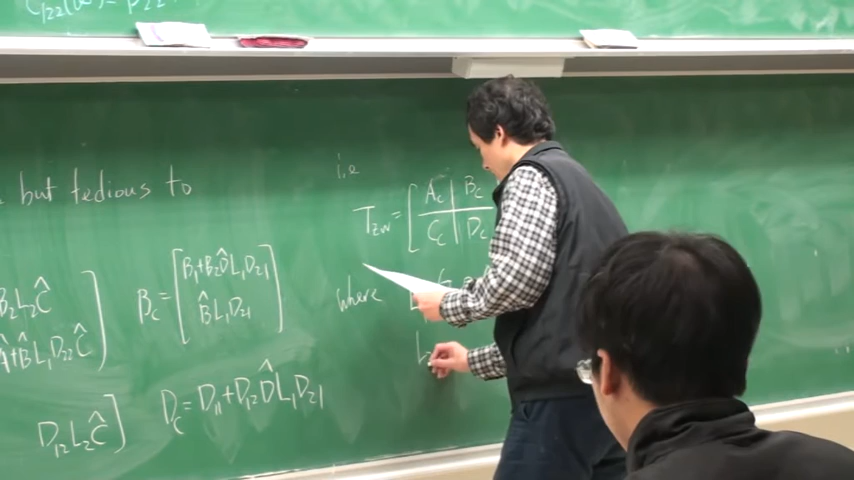 but tedious to
B₂L₂Ĉ
Â+B̂L₁D₂₂Ĉ
D₁₂L₂Ĉ]
B_C = [B₁+B₂D̂L₁D₂₁
B̂L₁D₂₁]
D_C = D₁₁+D₁₂D̂L₁D₂₁
i.e
T_zw = [A_C | B_C
C_C | D_C
where
L